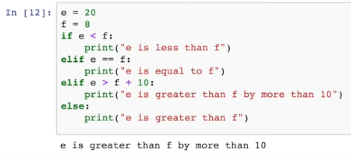 In [12]: e = 20
f = 8
if e < f:
    print("e is less than f")
elif e == f:
    print("e is equal to f")
elif e > f + 10:
    print("e is greater than f by more than 10")
else:
    print("e is greater than f")
e is greater than f by more than 10